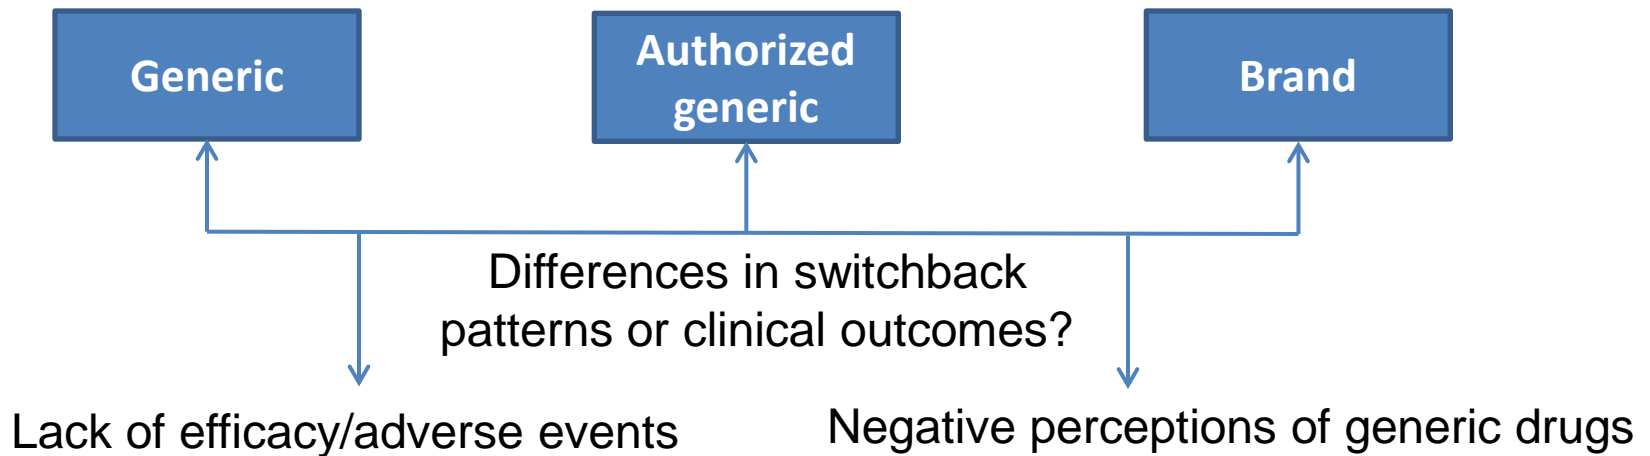 Generic
Authorized
generic
Brand
Differences in switchback
patterns or clinical outcomes?
Lack of efficacy/adverse events
Negative perceptions of generic drugs